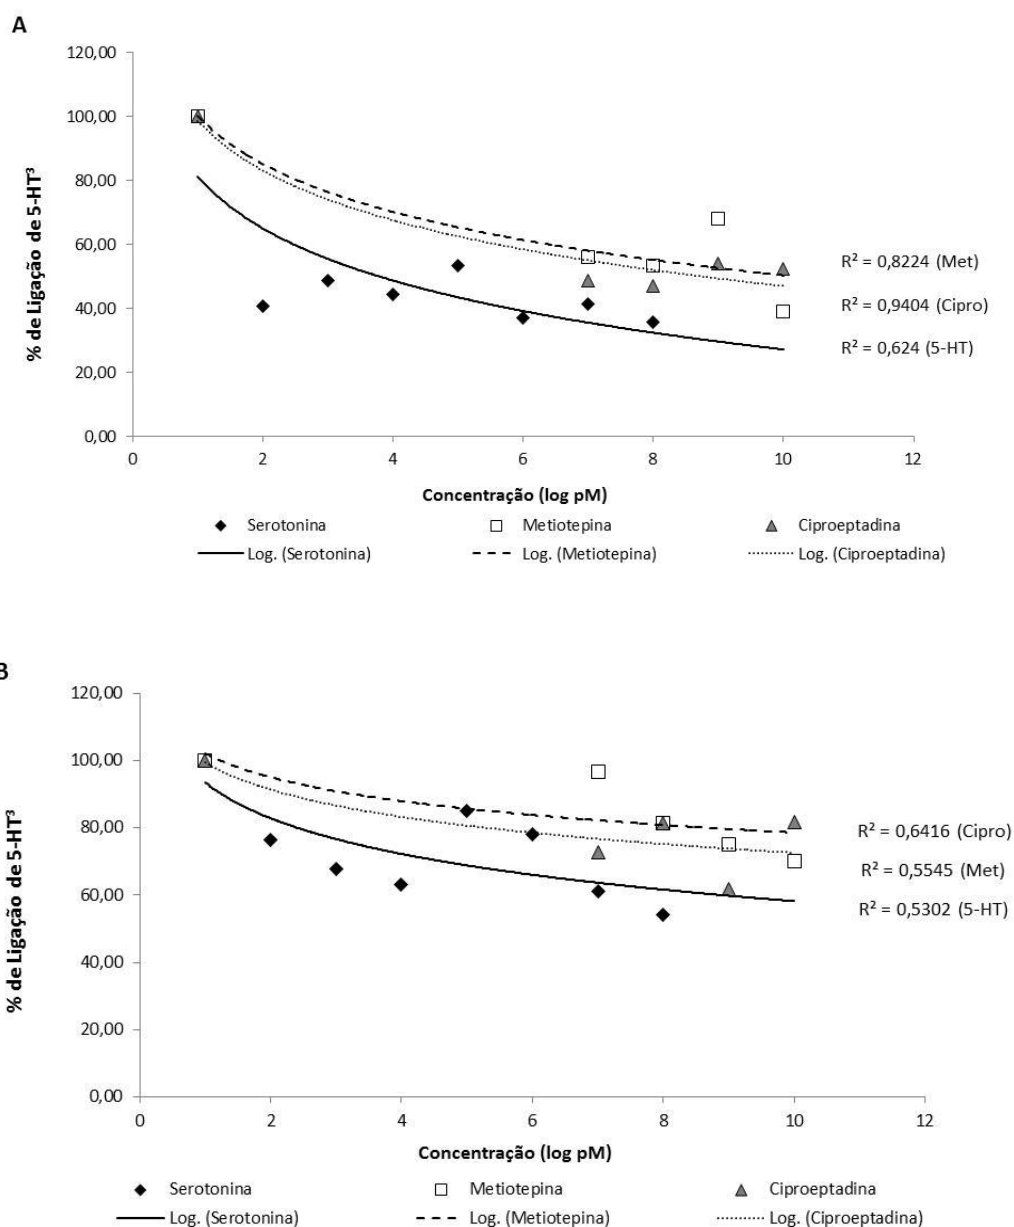 A
120,00
100,00
80,00
60,00
40,00
20,00
0,00
0 2 4 6 8 10 12
% de Ligação de 5-HT³
Concentração (log pM)
R² = 0,8224 (Met)
R² = 0,9404 (Cipro)
R² = 0,624 (5-HT)
Serotonina Metiotepina Ciproeptadina
Log. (Serotonina) Log. (Metiotepina) Log. (Ciproeptadina)
B
120,00
100,00
80,00
60,00
40,00
20,00
0,00
0 2 4 6 8 10 12
% de Ligação de 5-HT³
Concentração (log pM)
R² = 0,6416 (Cipro)
R² = 0,5545 (Met)
R² = 0,5302 (5-HT)
Serotonina Metiotepina Ciproeptadina
Log. (Serotonina) Log. (Metiotepina) Log. (Ciproeptadina)